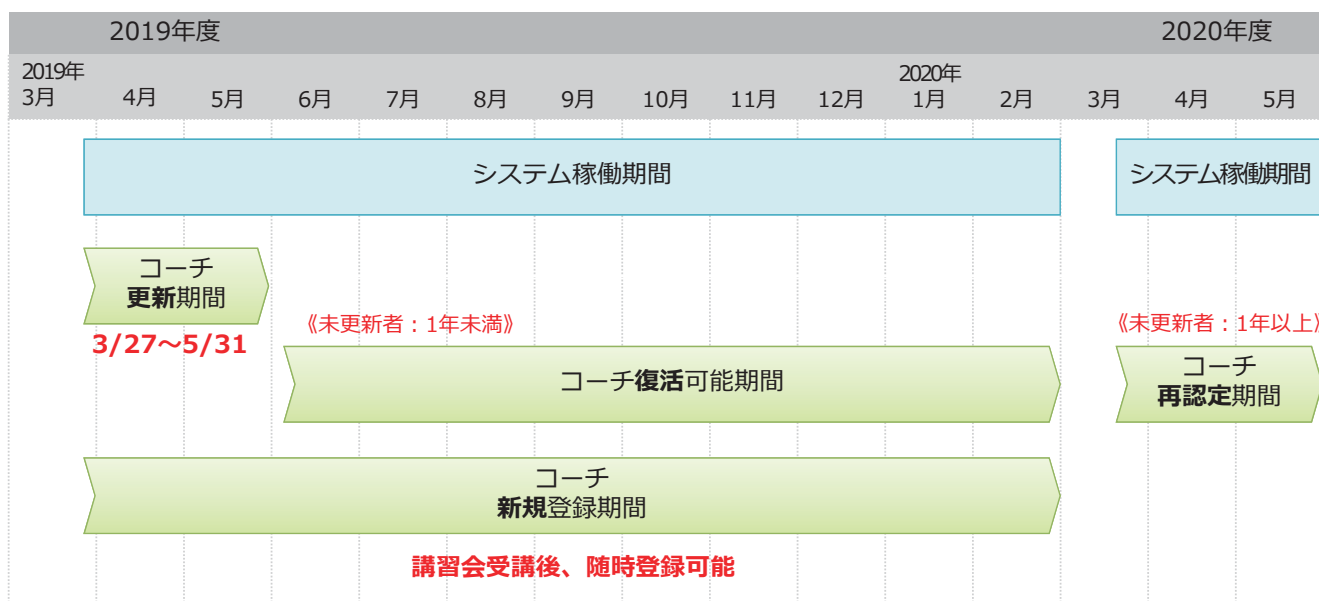 2019年度
2020年度
2019年
2020年
3月 4月 5月 6月 7月 8月 9月 10月 11月 12月 1月 2月 3月 4月 5月
システム稼働期間
システム稼働期間
コーチ
更新期間
3/27～5/31
《未更新者：1年未満》
《未更新者：1年以上》
コーチ復活可能期間
コーチ
再認定期間
コーチ
新規登録期間
講習会受講後、随時登録可能